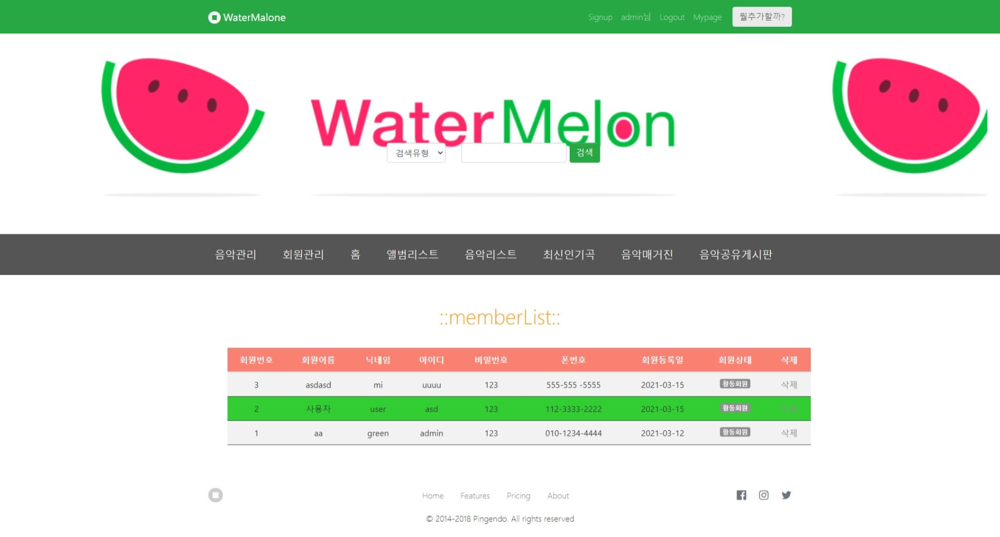 WaterMalone Signup admin님 Logout Mypage 뭘추가할까?
WaterMelon
검색유형 검색
음악관리 회원관리 홈 앨범리스트 음악리스트 최신인기곡 음악매거진 음악공유게시판
::memberList::
회원번호 회원이름 닉네임 아이디 비밀번호 폰번호 회원등록일 회원상태 삭제
3 asdasd mi uuuu 123 555-555 -5555 2021-03-15 활동회원 삭제
2 사용자 user asd 123 112-3333-2222 2021-03-15 활동회원 삭제
1 aa green admin 123 010-1234-4444 2021-03-12 활동회원 삭제
Home Features Pricing About
© 2014-2018 Pingendo. All rights reserved